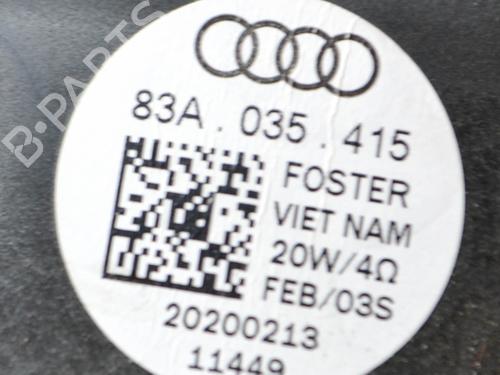 83A . 035 . 415
FOSTER
VIET NAM
20W/4Ω
FEB/03S
20200213
11449
B-PARTS